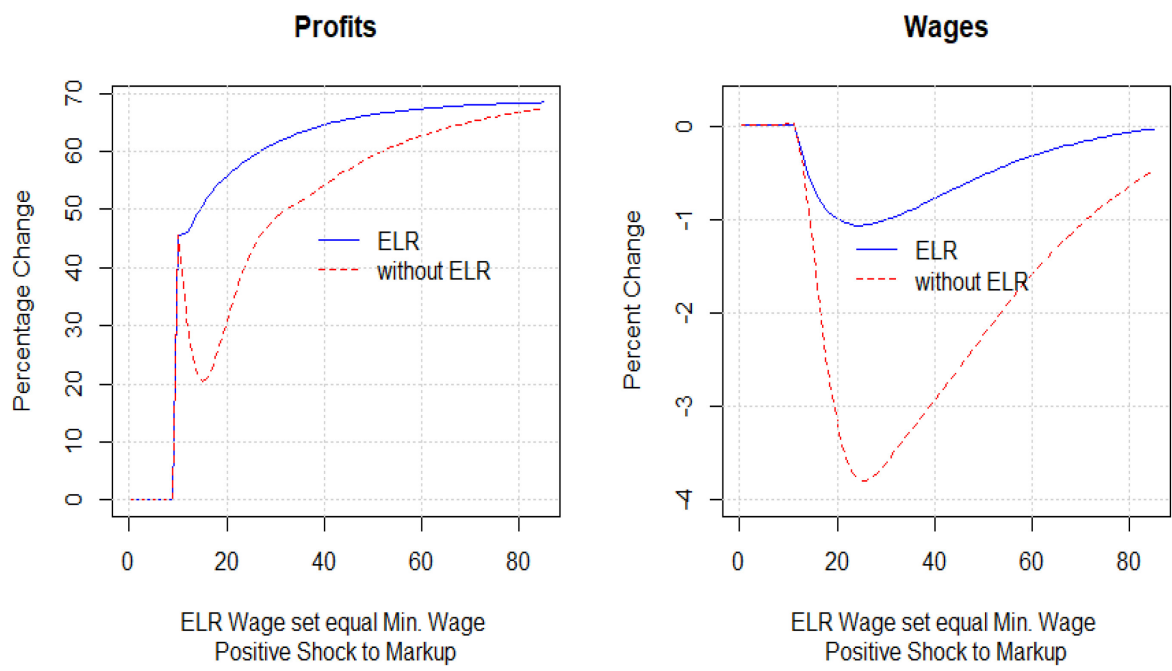 Profits
Percentage Change
70
60
50
40
30
20
10
0
ELR
without ELR
0 20 40 60 80
ELR Wage set equal Min. Wage
Positive Shock to Markup
Wages
Percent Change
0
-1
-2
-3
-4
ELR
without ELR
0 20 40 60 80
ELR Wage set equal Min. Wage
Positive Shock to Markup